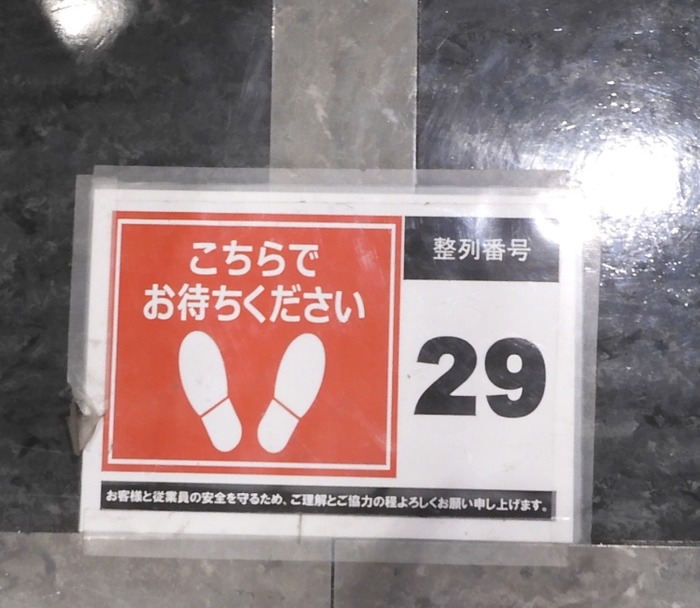 こちらで
お待ちください
整列番号
29
お客様と従業員の安全を守るため、ご理解とご協力の程よろしくお願い申し上げます。